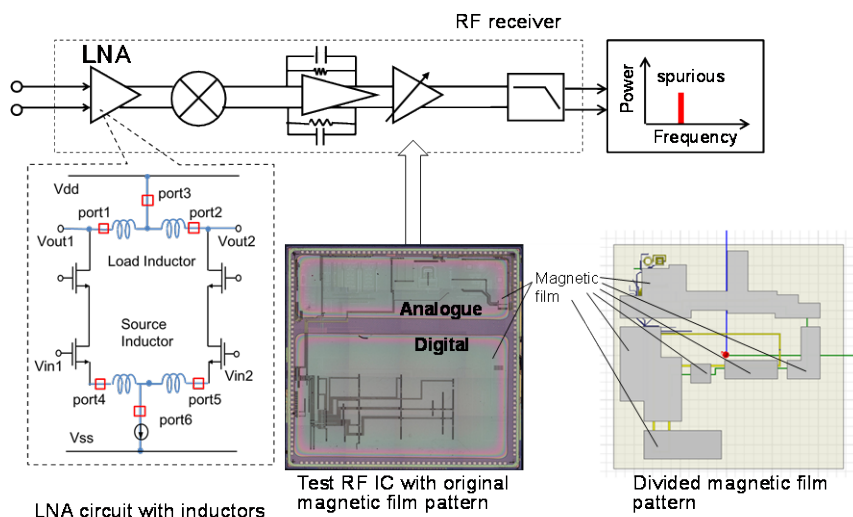 RF receiver
LNA
Power
spurious
Frequency
Vdd
port3
port1
port2
Vout1
Vout2
Load Inductor
Source
Inductor
Vin1
Vin2
port4
port5
port6
Vss
Analogue
Digital
Magnetic
film
LNA circuit with inductors
Test RF IC with original
magnetic film pattern
Divided magnetic film
pattern